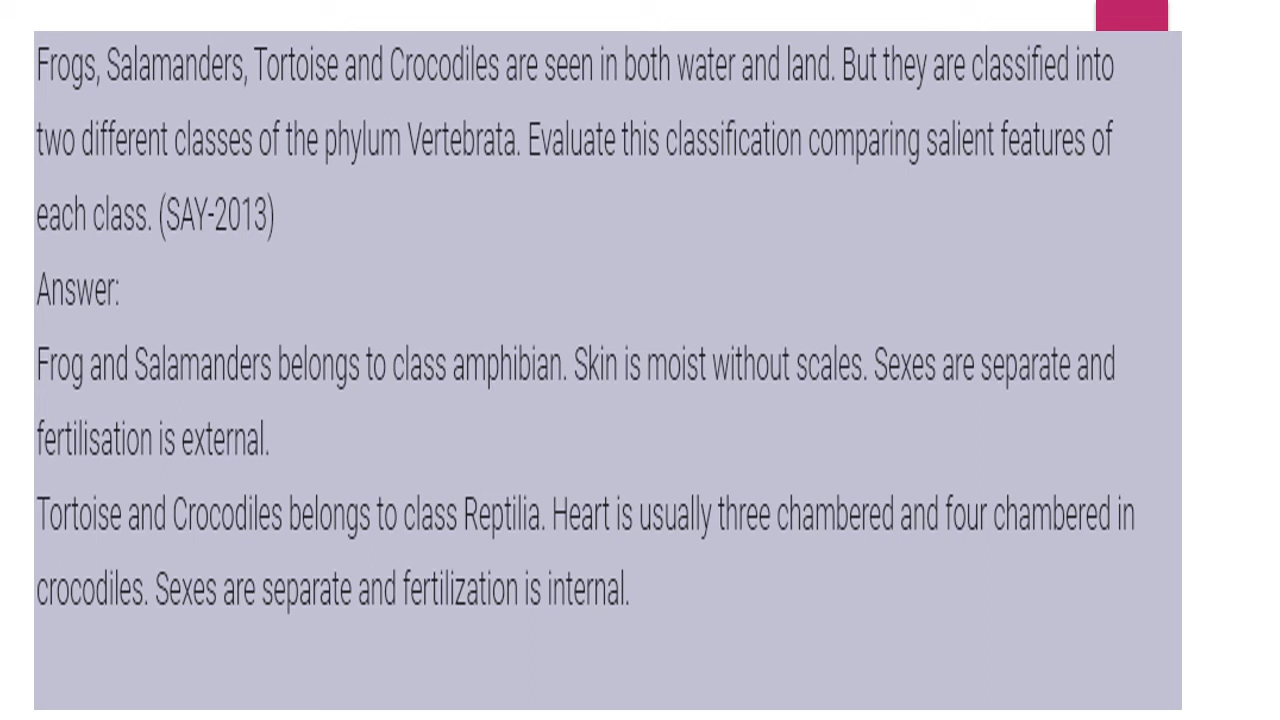 Frogs, Salamanders, Tortoise and Crocodiles are seen in both water and land. But they are classified into
two different classes of the phylum Vertebrata. Evaluate this classification comparing salient features of
each class. (SAY-2013)
Answer:
Frog and Salamanders belongs to class amphibian. Skin is moist without scales. Sexes are separate and
fertilisation is external.
Tortoise and Crocodiles belongs to class Reptilia. Heart is usually three chambered and four chambered in
crocodiles. Sexes are separate and fertilization is internal.